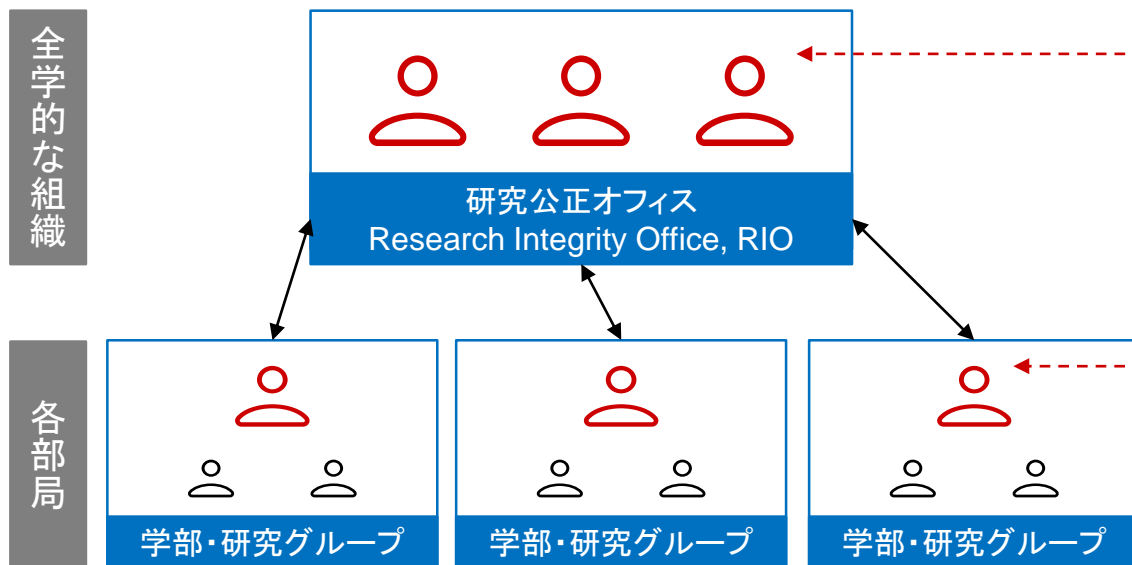 全学的な組織
研究公正オフィス
Research Integrity Office, RIO
各部局
学部・研究グループ
学部・研究グループ
学部・研究グループ